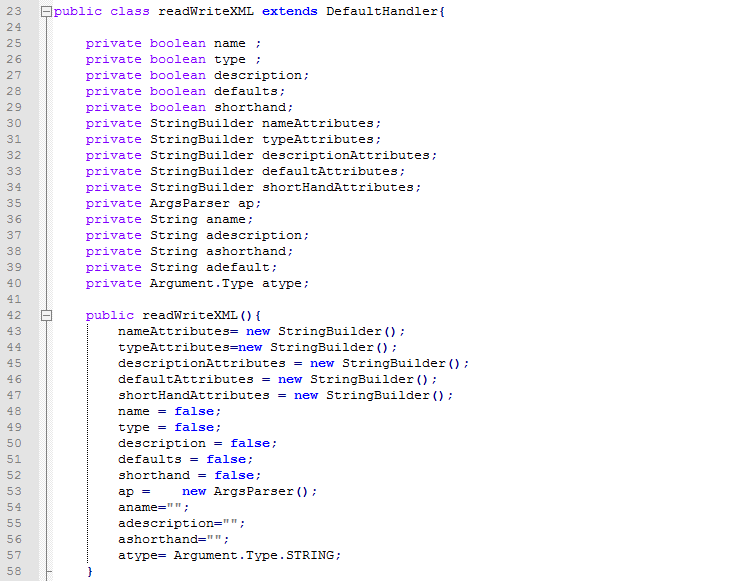 23 public class readWriteXML extends DefaultHandler{
24
25     private boolean name ;
26     private boolean type ;
27     private boolean description;
28     private boolean defaults;
29     private boolean shorthand;
30     private StringBuilder nameAttributes;
31     private StringBuilder typeAttributes;
32     private StringBuilder descriptionAttributes;
33     private StringBuilder defaultAttributes;
34     private StringBuilder shortHandAttributes;
35     private ArgsParser ap;
36     private String aname;
37     private String adescription;
38     private String ashorthand;
39     private String adefault;
40     private Argument.Type atype;
41
42     public readWriteXML(){
43         nameAttributes= new StringBuilder();
44         typeAttributes=new StringBuilder();
45         descriptionAttributes = new StringBuilder();
46         defaultAttributes = new StringBuilder();
47         shortHandAttributes = new StringBuilder();
48         name = false;
49         type = false;
50         description = false;
51         defaults = false;
52         shorthand = false;
53         ap =    new ArgsParser();
54         aname="";
55         adescription="";
56         ashorthand="";
57         atype= Argument.Type.STRING;
58     }